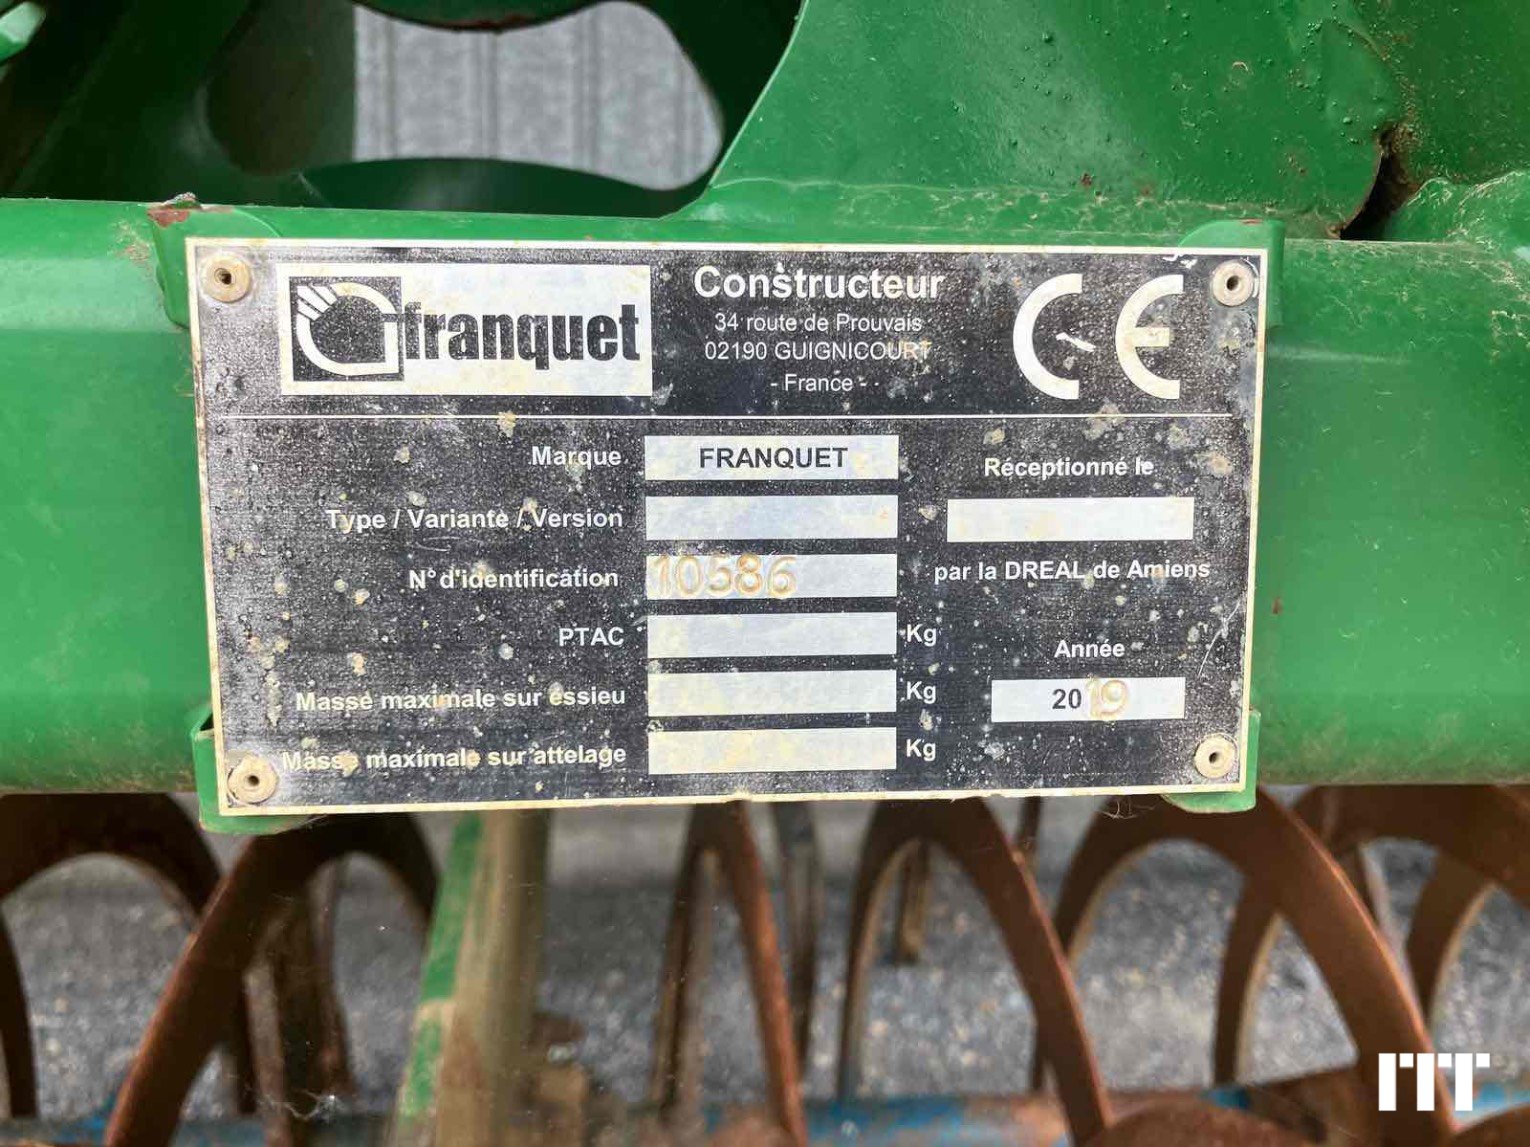 franquet
Constructeur
34 route de Prouvais
02190 GUIGNICOURT
- France -
CE
Marque FRANQUET
Réceptionné le
Type / Variante / Version
N° d'identification 10586
par la DREAL de Amiens
PTAC Kg
Année
Masse maximale sur essieu Kg
2019
Masse maximale sur attelage Kg